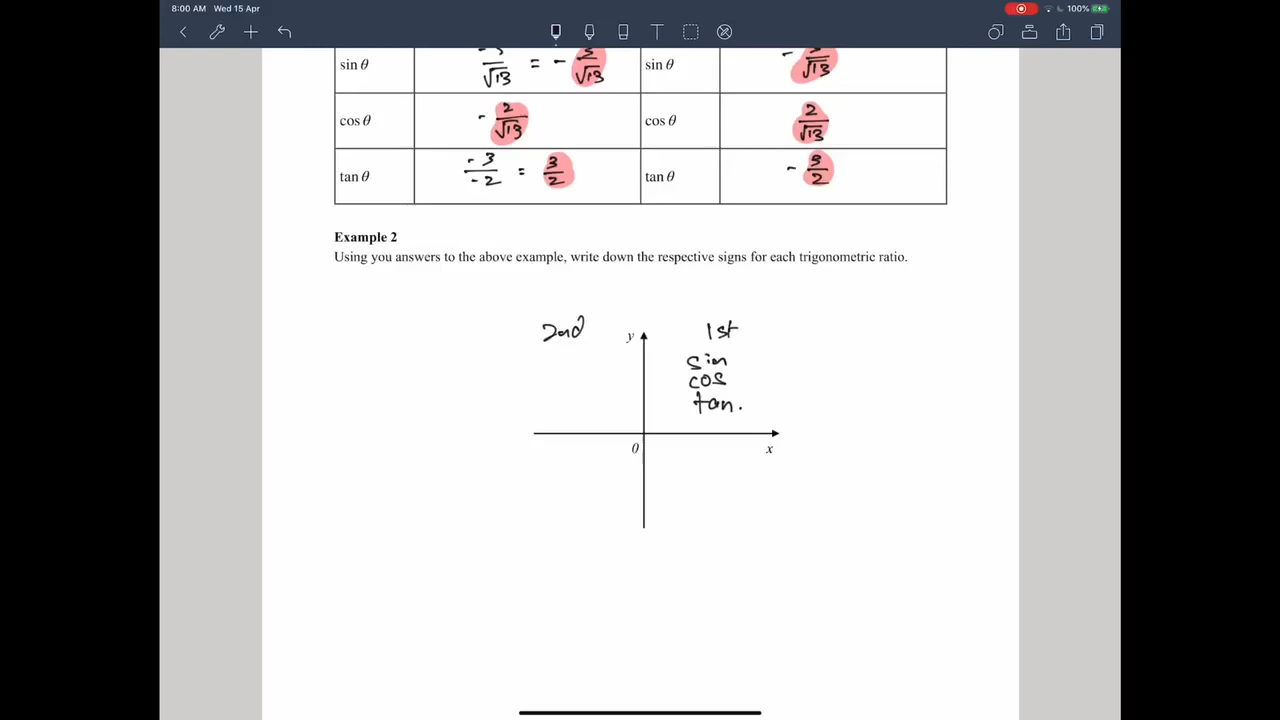 8:00 AM Wed 15 Apr
100%
sin θ
√13 = - 3/√13
sin θ
- 3/√13
cos θ
- 2/√13
cos θ
2/√13
tan θ
-3/-2 = 3/2
tan θ
- 3/2
Example 2
Using you answers to the above example, write down the respective signs for each trigonometric ratio.
2nd
y
1st
sin
cos
tan.
0
x